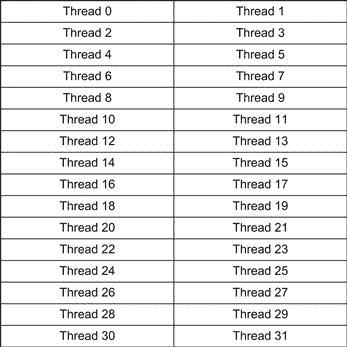 Thread 0 Thread 1
Thread 2 Thread 3
Thread 4 Thread 5
Thread 6 Thread 7
Thread 8 Thread 9
Thread 10 Thread 11
Thread 12 Thread 13
Thread 14 Thread 15
Thread 16 Thread 17
Thread 18 Thread 19
Thread 20 Thread 21
Thread 22 Thread 23
Thread 24 Thread 25
Thread 26 Thread 27
Thread 28 Thread 29
Thread 30 Thread 31